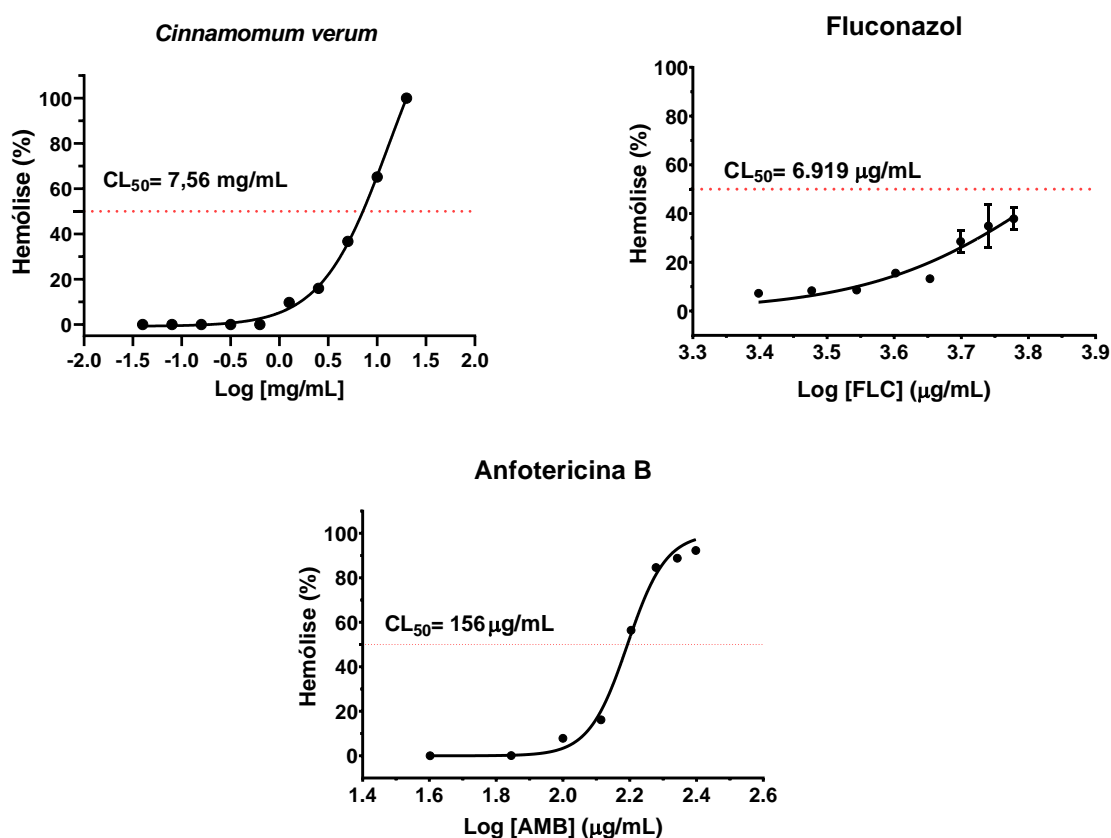 Cinnamomum verum
Hemólise (%)
100
80
60
40
20
0
CL50= 7,56 mg/mL
-2.0 -1.5 -1.0 -0.5 0.0 0.5 1.0 1.5 2.0
Log [mg/mL]
Fluconazol
Hemólise (%)
100
80
60
40
20
0
CL50= 6.919 µg/mL
3.3 3.4 3.5 3.6 3.7 3.8 3.9
Log [FLC] (µg/mL)
Anfotericina B
Hemólise (%)
100
80
60
40
20
0
CL50= 156 µg/mL
1.4 1.6 1.8 2.0 2.2 2.4 2.6
Log [AMB] (µg/mL)